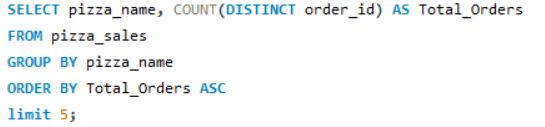 SELECT pizza_name, COUNT(DISTINCT order_id) AS Total_Orders
FROM pizza_sales
GROUP BY pizza_name
ORDER BY Total_Orders ASC
limit 5;